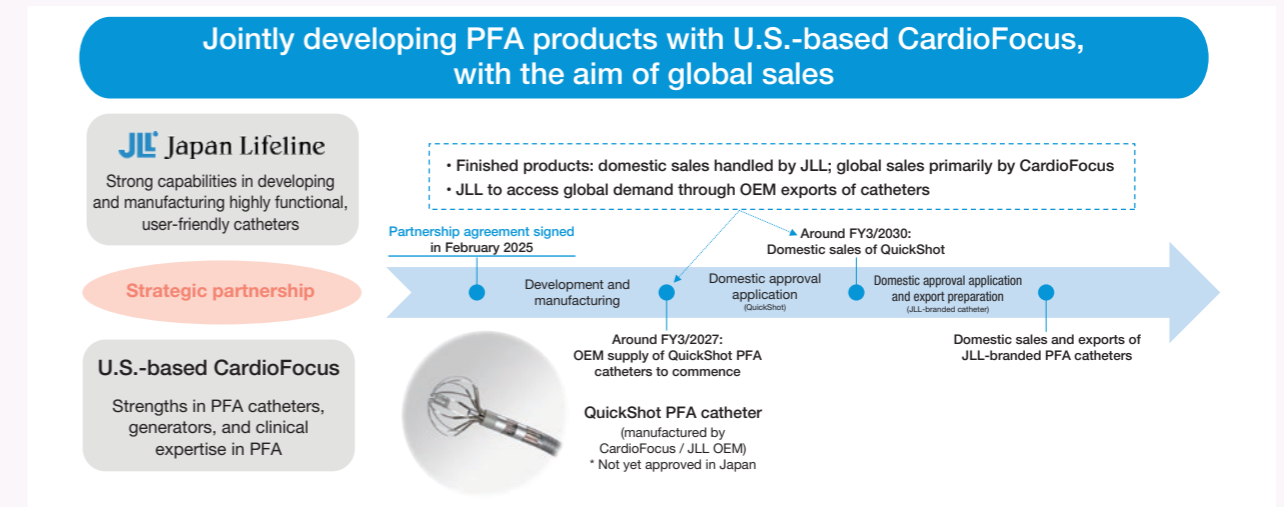 Jointly developing PFA products with U.S.-based CardioFocus,
with the aim of global sales
JLL Japan Lifeline
Strong capabilities in developing
and manufacturing highly functional,
user-friendly catheters
Strategic partnership
U.S.-based CardioFocus
Strengths in PFA catheters,
generators, and clinical
expertise in PFA
• Finished products: domestic sales handled by JLL; global sales primarily by CardioFocus
• JLL to access global demand through OEM exports of catheters
Partnership agreement signed
in February 2025
Development and
manufacturing
Around FY3/2027:
OEM supply of QuickShot PFA
catheters to commence
Domestic approval
application
(QuickShot)
Around FY3/2030:
Domestic sales of QuickShot
Domestic approval application
and export preparation
(JLL-branded catheter)
Domestic sales and exports of
JLL-branded PFA catheters
QuickShot PFA catheter
(manufactured by
CardioFocus / JLL OEM)
* Not yet approved in Japan